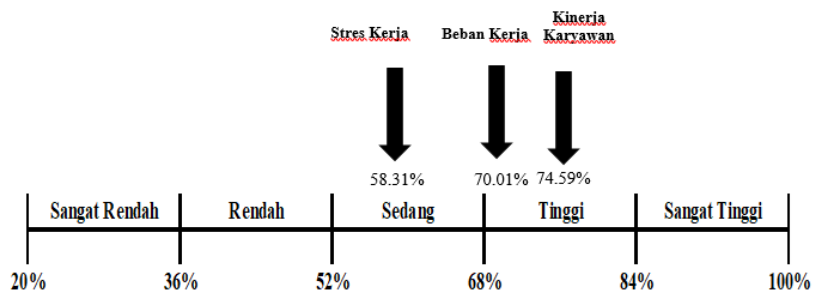 Stres Kerja
Beban Kerja
Kinerja
Karyawan
58.31%
70.01%
74.59%
Sangat Rendah
Rendah
Sedang
Tinggi
Sangat Tinggi
20%
36%
52%
68%
84%
100%